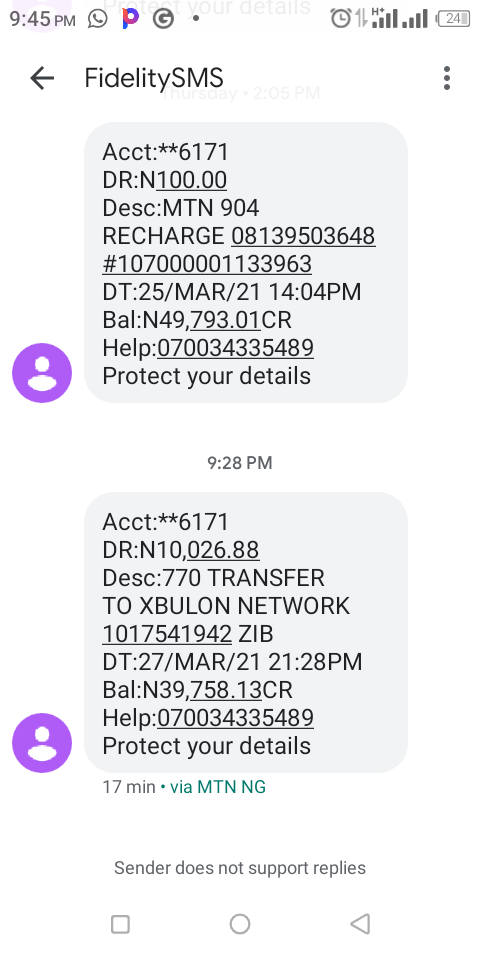 Protect your details
9:45 PM
H+
24
FidelitySMS
Thursday • 2:05 PM
Acct:**6171
DR:N100.00
Desc:MTN 904
RECHARGE 08139503648
#107000001133963
DT:25/MAR/21 14:04PM
Bal:N49,793.01CR
Help:070034335489
Protect your details
9:28 PM
Acct:**6171
DR:N10,026.88
Desc:770 TRANSFER
TO XBULON NETWORK
1017541942 ZIB
DT:27/MAR/21 21:28PM
Bal:N39,758.13CR
Help:070034335489
Protect your details
17 min • via MTN NG
Sender does not support replies